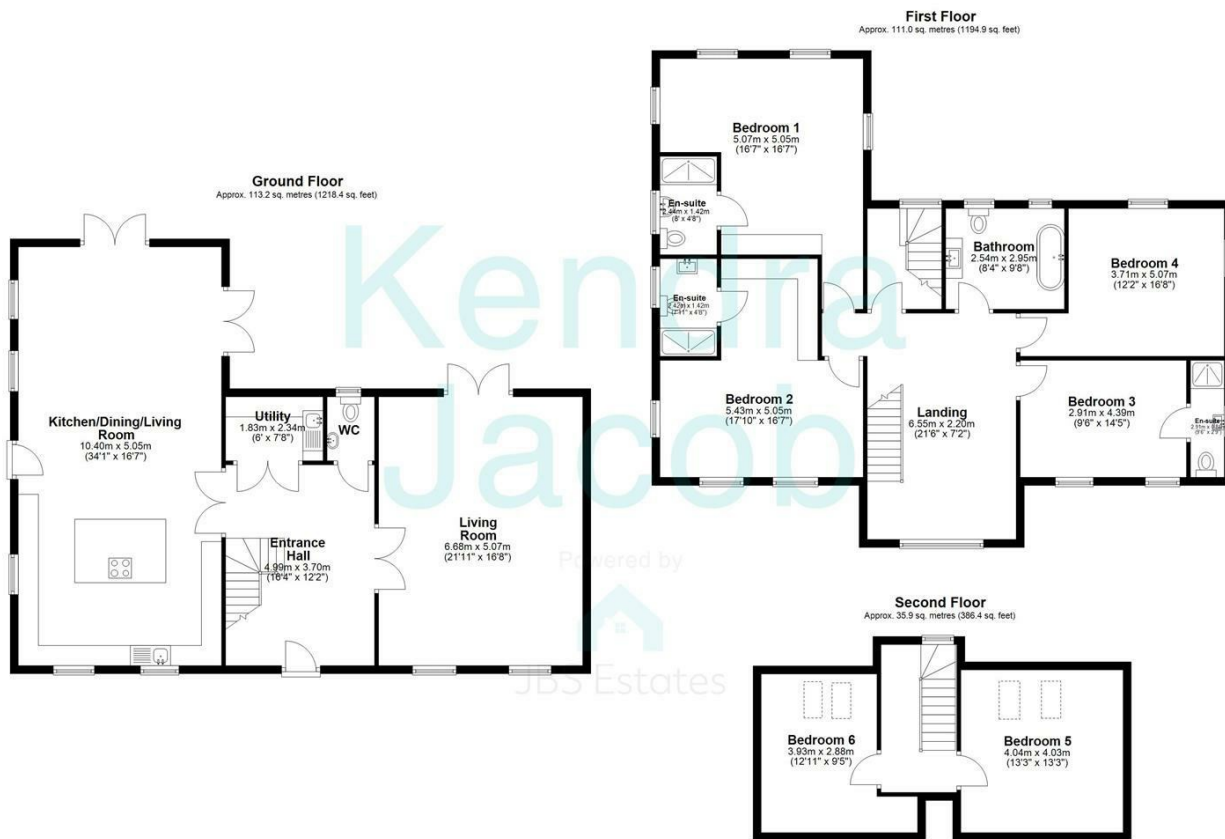 Ground Floor
Approx. 113.2 sq. metres (1218.4 sq. feet)
Kitchen/Dining/Living
Room
10.40m x 5.05m
(34'1" x 16'7")
Utility
1.83m x 2.34m
(6' x 7'8")
WC
Entrance
Hall
4.99m x 3.70m
(16'4" x 12'2")
Living
Room
6.68m x 5.07m
(21'11" x 16'8")
First Floor
Approx. 111.0 sq. metres (1194.9 sq. feet)
Bedroom 1
5.07m x 5.05m
(16'7" x 16'7")
En-suite
2.44m x 1.42m
(8' x 4'8")
En-suite
2.42m x 1.42m
(7'11" x 4'8")
Bathroom
2.54m x 2.95m
(8'4" x 9'8")
Bedroom 4
3.71m x 5.07m
(12'2" x 16'8")
Bedroom 2
5.43m x 5.05m
(17'10" x 16'7")
Landing
6.55m x 2.20m
(21'6" x 7'2")
Bedroom 3
2.91m x 4.39m
(9'6" x 14'5")
En-suite
Second Floor
Approx. 35.9 sq. metres (386.4 sq. feet)
Bedroom 6
3.93m x 2.88m
(12'11" x 9'5")
Bedroom 5
4.04m x 4.03m
(13'3" x 13'3")
Kendra
Jacob
Powered by
JBS Estates